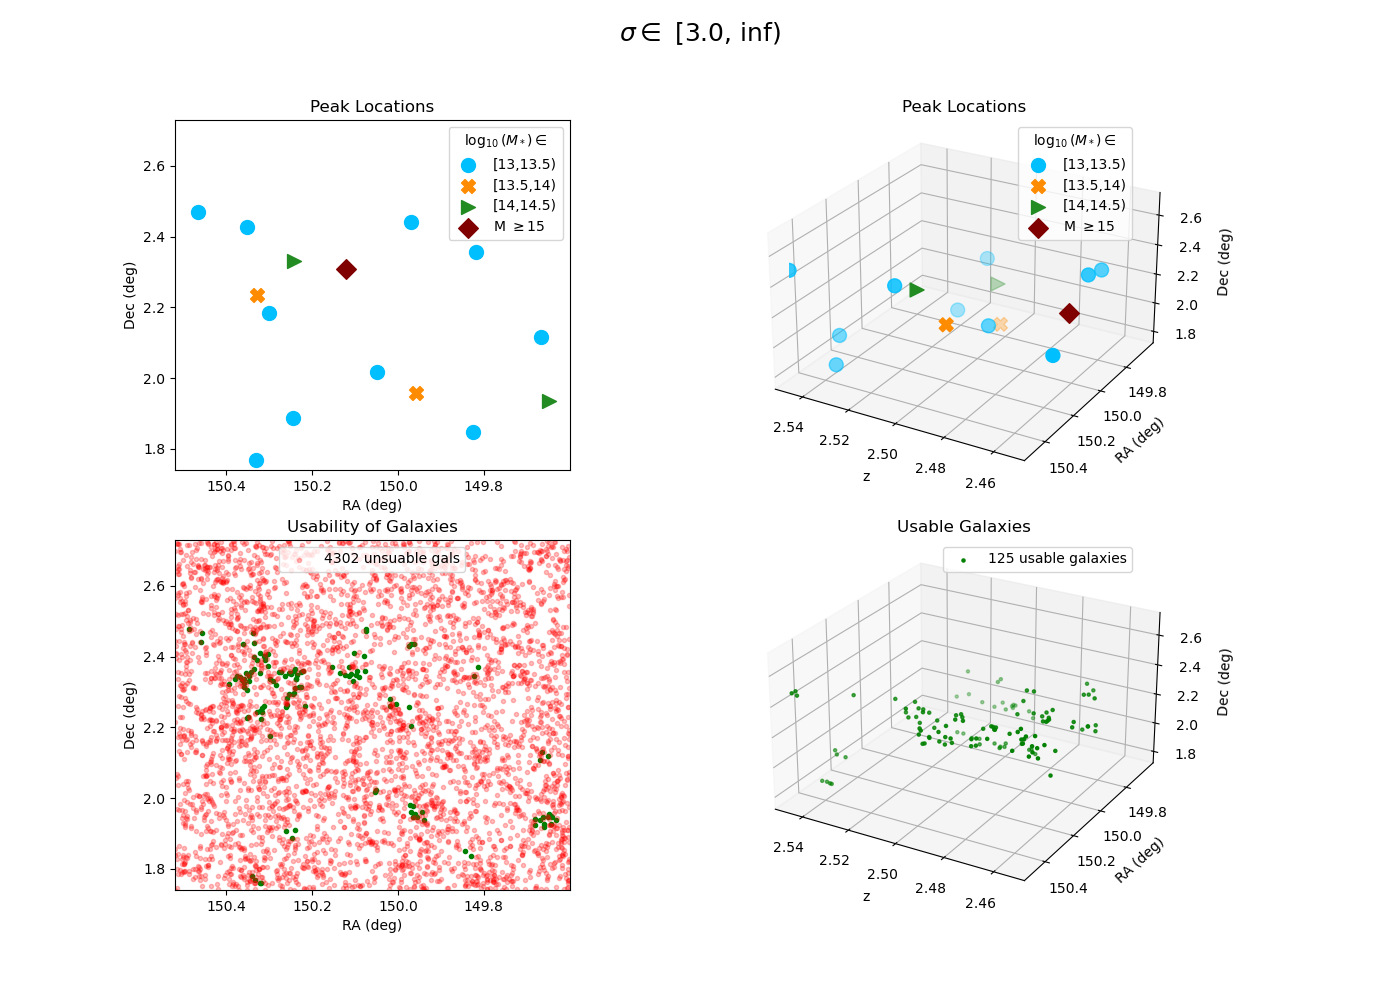 σ ∈ [3.0, inf)
Peak Locations
log₁₀(M*) ∈
[13,13.5)
[13.5,14)
[14,14.5)
M ≥15
2.6
2.4
2.2
2.0
1.8
Dec (deg)
150.4 150.2 150.0 149.8
RA (deg)
Peak Locations
log₁₀(M*) ∈
[13,13.5)
[13.5,14)
[14,14.5)
M ≥15
2.6
2.4
2.2
2.0
1.8
Dec (deg)
149.8
150.0
150.2
150.4
RA (deg)
2.54
2.52
2.50
2.48
2.46
z
Usability of Galaxies
4302 unsuable gals
2.6
2.4
2.2
2.0
1.8
Dec (deg)
150.4 150.2 150.0 149.8
RA (deg)
Usable Galaxies
125 usable galaxies
2.6
2.4
2.2
2.0
1.8
Dec (deg)
149.8
150.0
150.2
150.4
RA (deg)
2.54
2.52
2.50
2.48
2.46
z